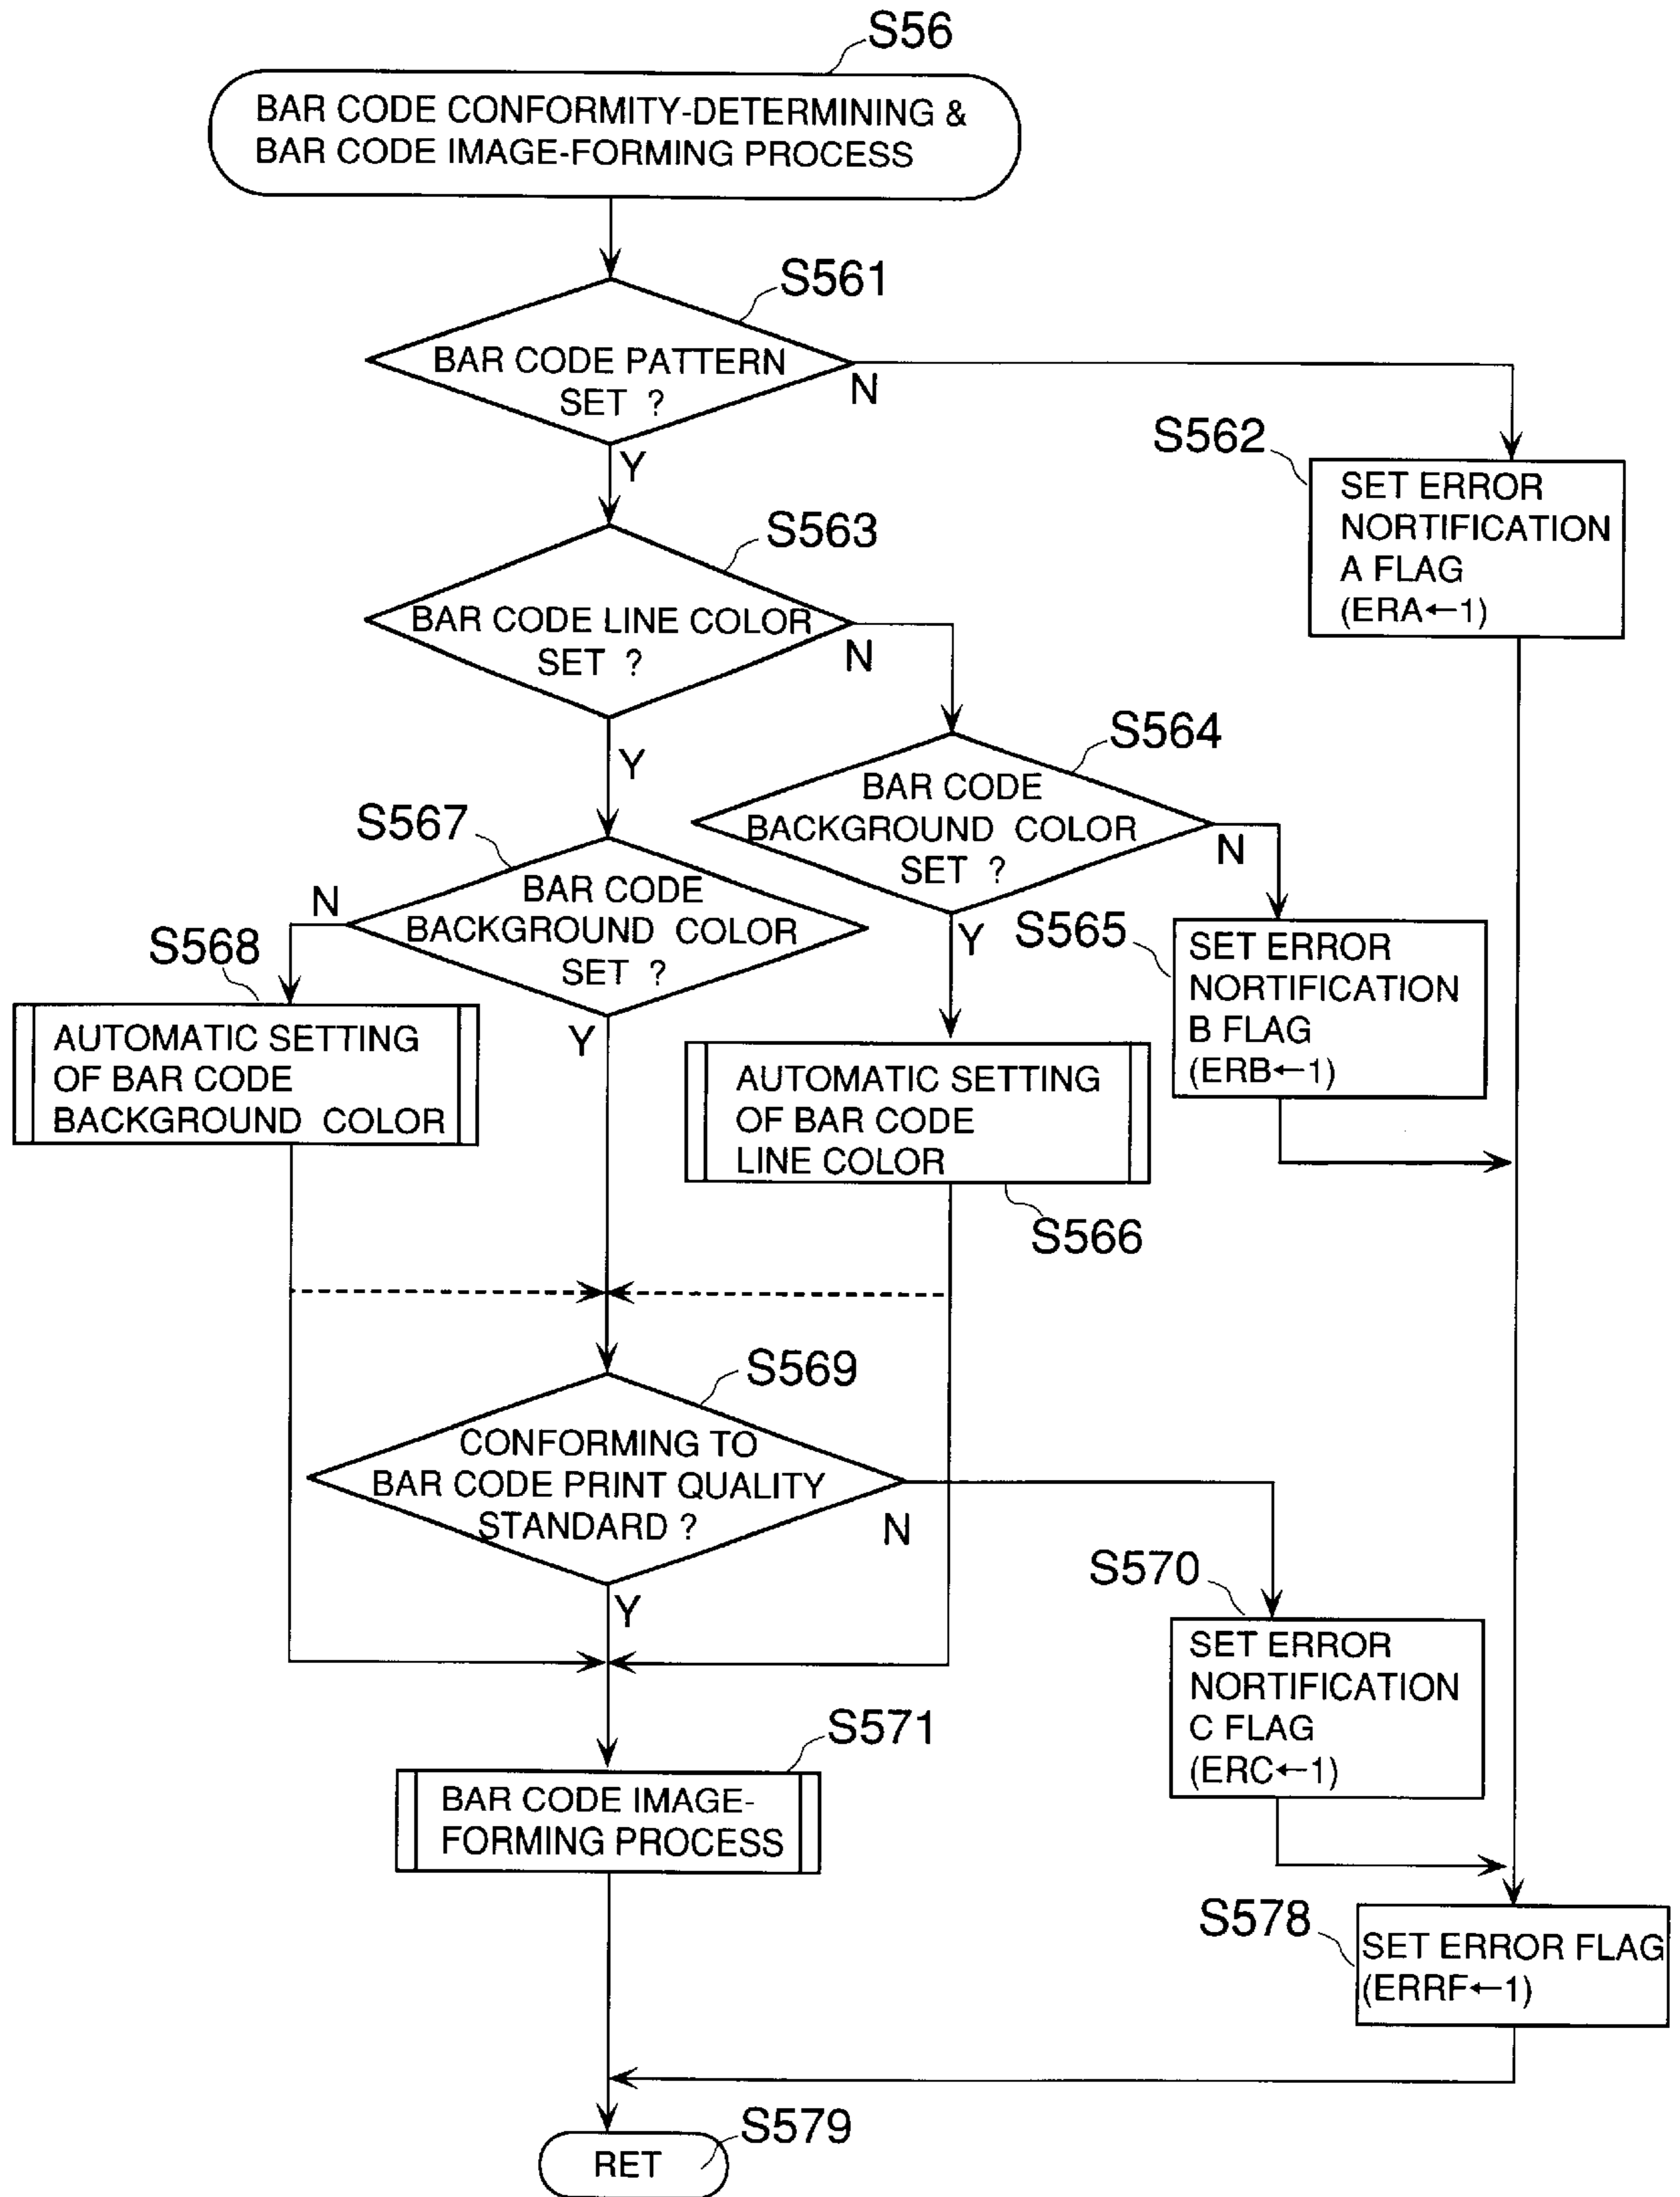 S56
BAR CODE CONFORMITY-DETERMINING &
BAR CODE IMAGE-FORMING PROCESS
S561
BAR CODE PATTERN
SET ?
N
Y
S562
SET ERROR
NORTIFICATION
A FLAG
(ERA←1)
S563
BAR CODE LINE COLOR
SET ?
N
Y
S564
BAR CODE
BACKGROUND COLOR
SET ?
N
Y
S565
SET ERROR
NORTIFICATION
B FLAG
(ERB←1)
S567
BAR CODE
BACKGROUND COLOR
SET ?
N
Y
S568
AUTOMATIC SETTING
OF BAR CODE
BACKGROUND COLOR
AUTOMATIC SETTING
OF BAR CODE
LINE COLOR
S566
S569
CONFORMING TO
BAR CODE PRINT QUALITY
STANDARD ?
N
Y
S570
SET ERROR
NORTIFICATION
C FLAG
(ERC←1)
S571
BAR CODE IMAGE-
FORMING PROCESS
S578
SET ERROR FLAG
(ERRF←1)
S579
RET